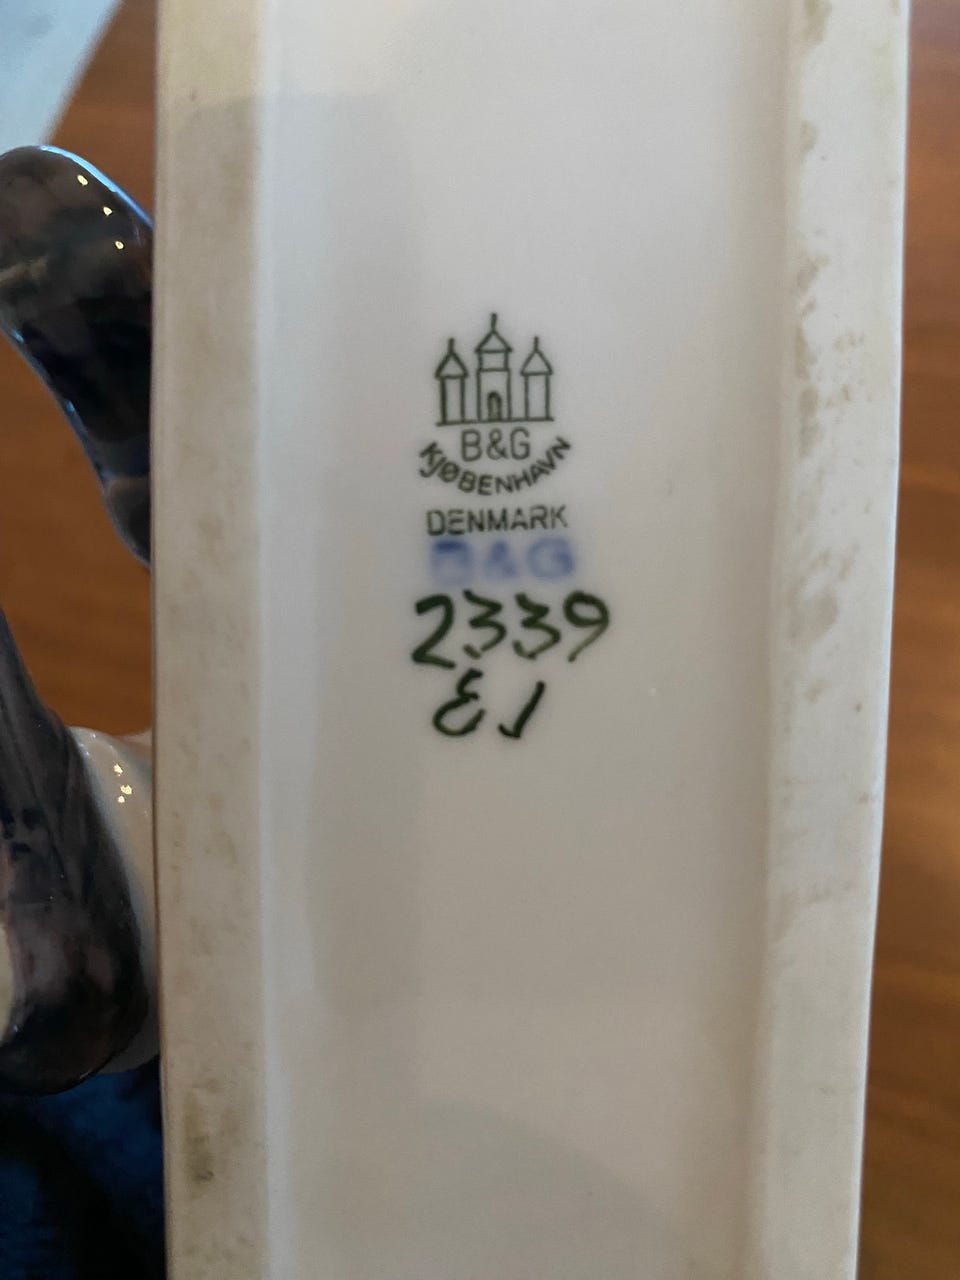 B&G
KJØBENHAVN
DENMARK
B&G
2339
EJ